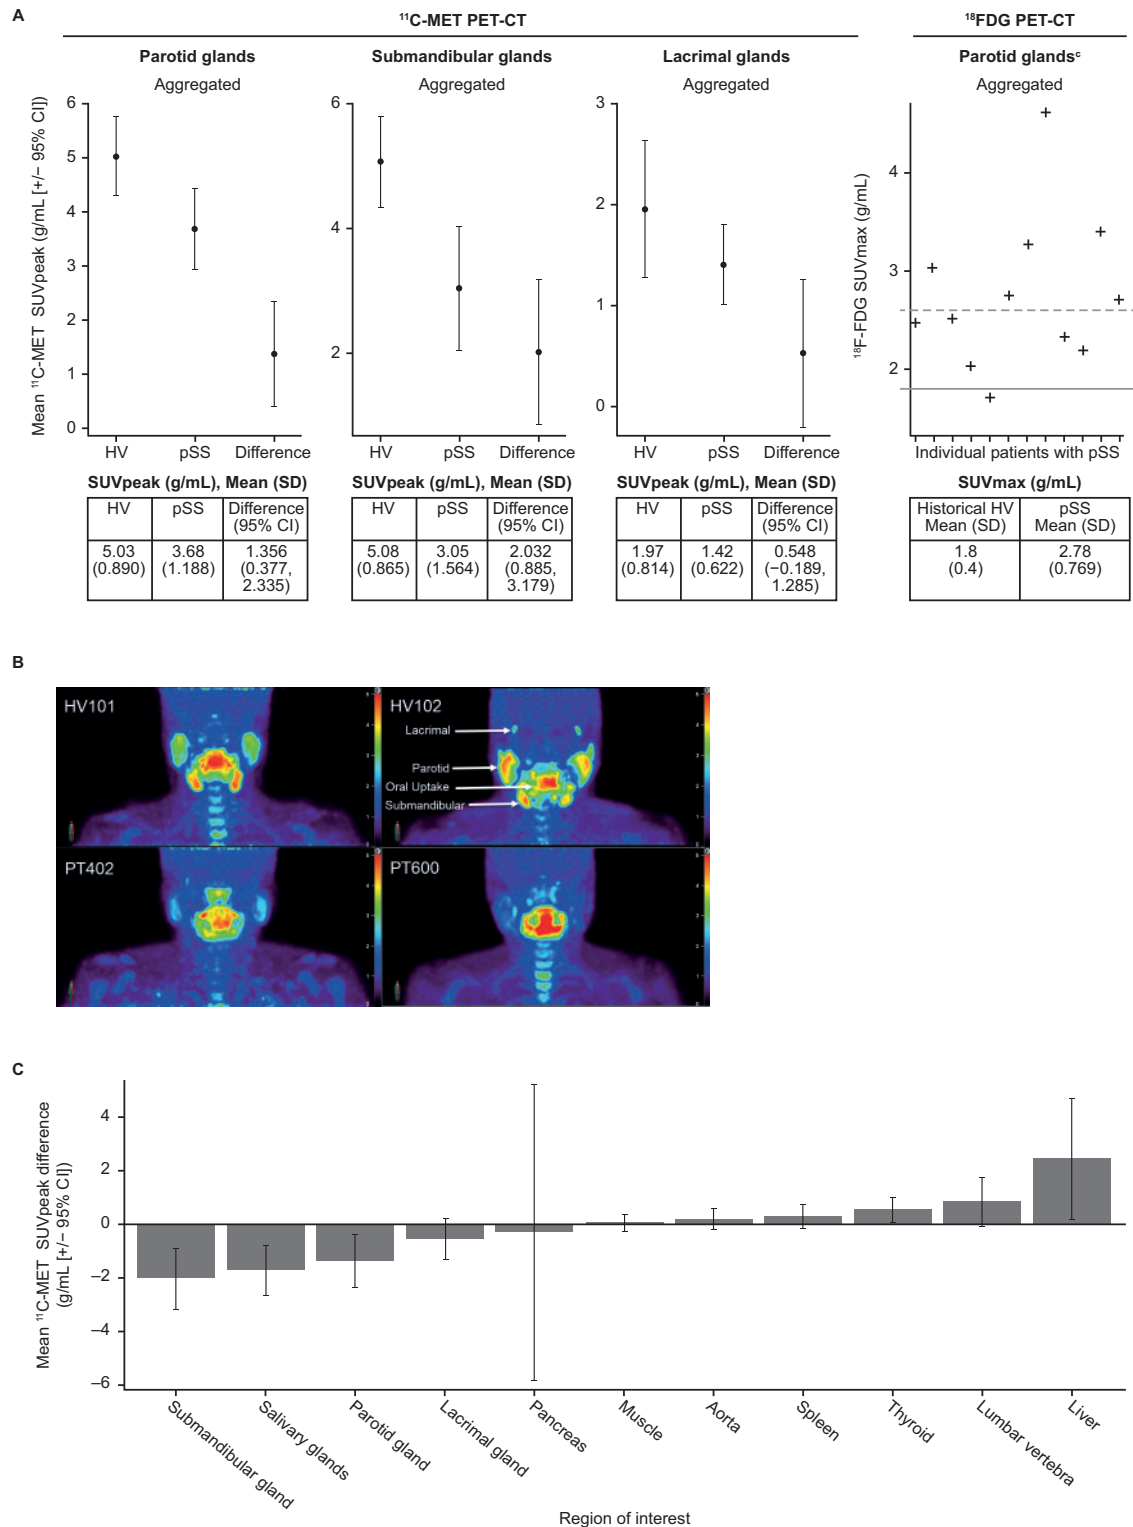 A
¹¹C-MET PET-CT
¹⁸FDG PET-CT
Parotid glands
Submandibular glands
Lacrimal glands
Parotid glandsᶜ
Aggregated
Aggregated
Aggregated
Aggregated
Mean ¹¹C-MET SUVpeak (g/mL [+/− 95% CI])
6
5
4
3
2
1
0
HV pSS Difference
6
4
2
HV pSS Difference
3
2
1
0
HV pSS Difference
¹⁸F-FDG SUVmax (g/mL)
4
3
2
Individual patients with pSS
SUVpeak (g/mL), Mean (SD)
HV pSS Difference
(95% CI)
5.03 3.68 1.356
(0.890) (1.188) (0.377,
2.335)
SUVpeak (g/mL), Mean (SD)
HV pSS Difference
(95% CI)
5.08 3.05 2.032
(0.865) (1.564) (0.885,
3.179)
SUVpeak (g/mL), Mean (SD)
HV pSS Difference
(95% CI)
1.97 1.42 0.548
(0.814) (0.622) (−0.189,
1.285)
SUVmax (g/mL)
Historical HV pSS
Mean (SD) Mean (SD)
1.8 2.78
(0.4) (0.769)
B
HV101
HV102
Lacrimal
Parotid
Oral Uptake
Submandibular
PT402
PT600
C
Mean ¹¹C-MET SUVpeak difference
(g/mL [+/− 95% CI])
4
2
0
−2
−4
−6
Submandibular gland
Salivary glands
Parotid gland
Lacrimal gland
Pancreas
Muscle
Aorta
Spleen
Thyroid
Lumbar vertebra
Liver
Region of interest